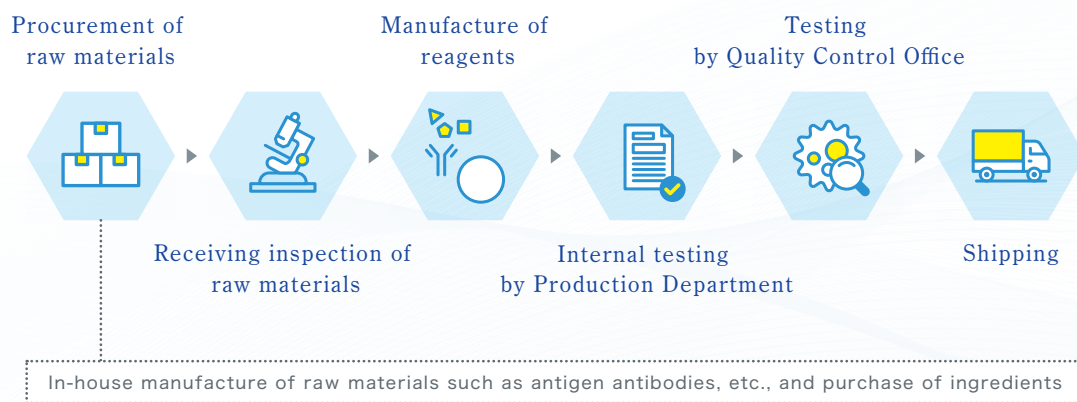 Procurement of
raw materials
Manufacture of
reagents
Testing
by Quality Control Office
Receiving inspection of
raw materials
Internal testing
by Production Department
Shipping
In-house manufacture of raw materials such as antigen antibodies, etc., and purchase of ingredients